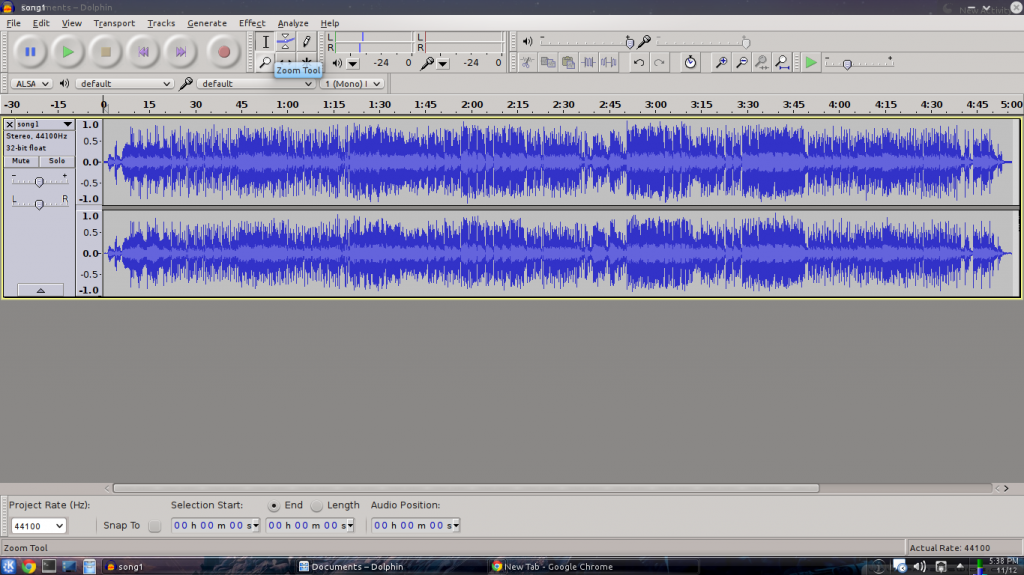 song1 Documents – Dolphin
File Edit View Transport Tracks Generate Effect Analyze Help
L
R
-24 0
L
R
-24 0
Zoom Tool
ALSA default default 1 (Mono) I
-30 -15 0 15 30 45 1:00 1:15 1:30 1:45 2:00 2:15 2:30 2:45 3:00 3:15 3:30 3:45 4:00 4:15 4:30 4:45 5:00
song1
Stereo, 44100Hz
32-bit float
Mute Solo
- +
L R
1.0
0.5-
0.0-
-0.5-
-1.0
1.0
0.5-
0.0-
-0.5-
-1.0
Project Rate (Hz): Selection Start: End Length Audio Position:
44100 Snap To 00 h 00 m 00 s 00 h 00 m 00 s 00 h 00 m 00 s
Zoom Tool Actual Rate: 44100
song1 Documents – Dolphin New Tab - Google Chrome 5:38 PM
11/12